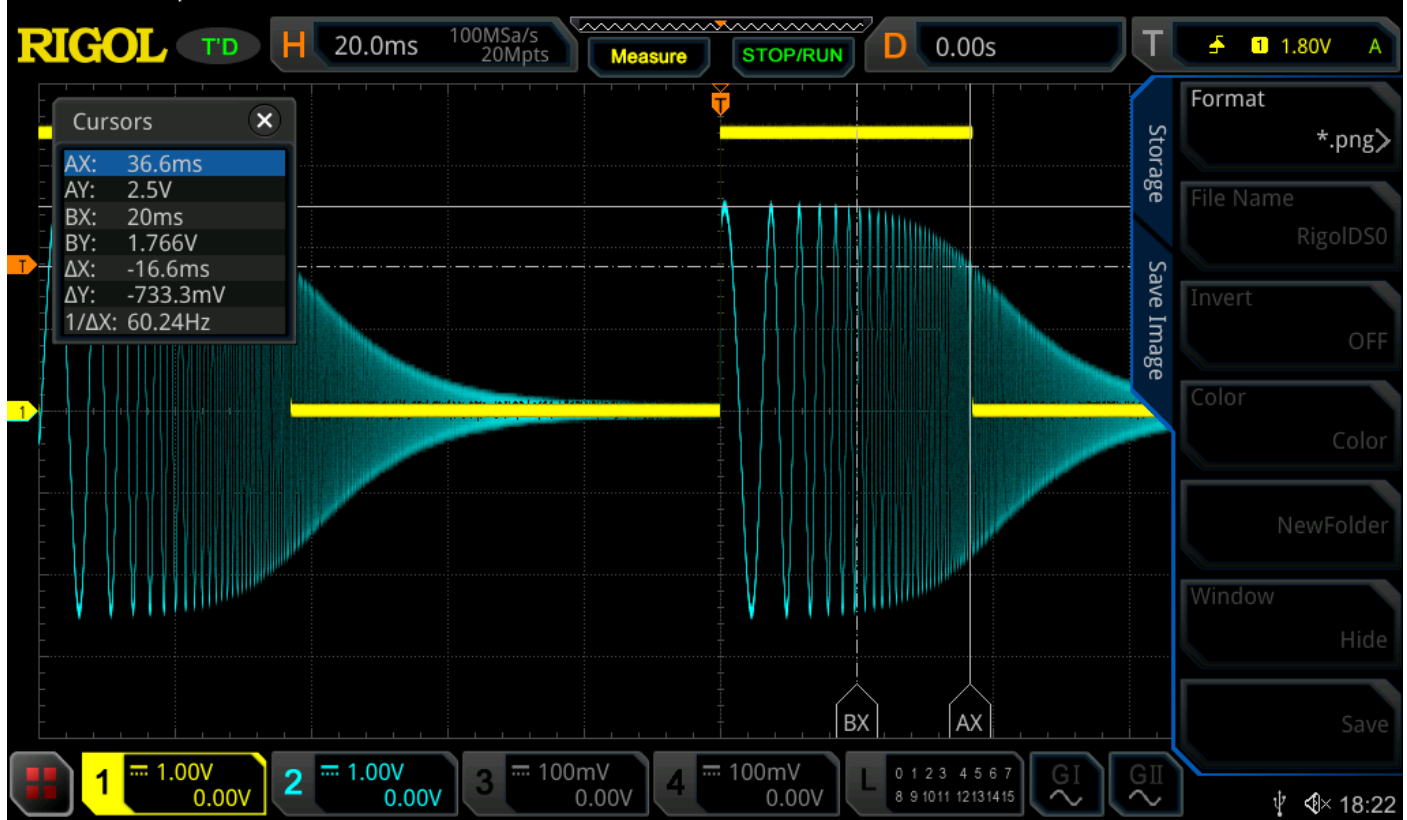 RIGOL T'D H 20.0ms 100MSa/s 20Mpts Measure STOP/RUN D 0.00s T 1 1.80V A
T
Cursors
AX: 36.6ms
AY: 2.5V
BX: 20ms
BY: 1.766V
ΔX: -16.6ms
ΔY: -733.3mV
1/ΔX: 60.24Hz
T
1
BX AX
Storage
Save Image
Format
*.png
File Name
RigolDS0
Invert
OFF
Color
Color
NewFolder
Window
Hide
Save
1 1.00V 0.00V
2 1.00V 0.00V
3 100mV 0.00V
4 100mV 0.00V
L 0 1 2 3 4 5 6 7
8 9 10 11 12 13 14 15
GI GII
18:22